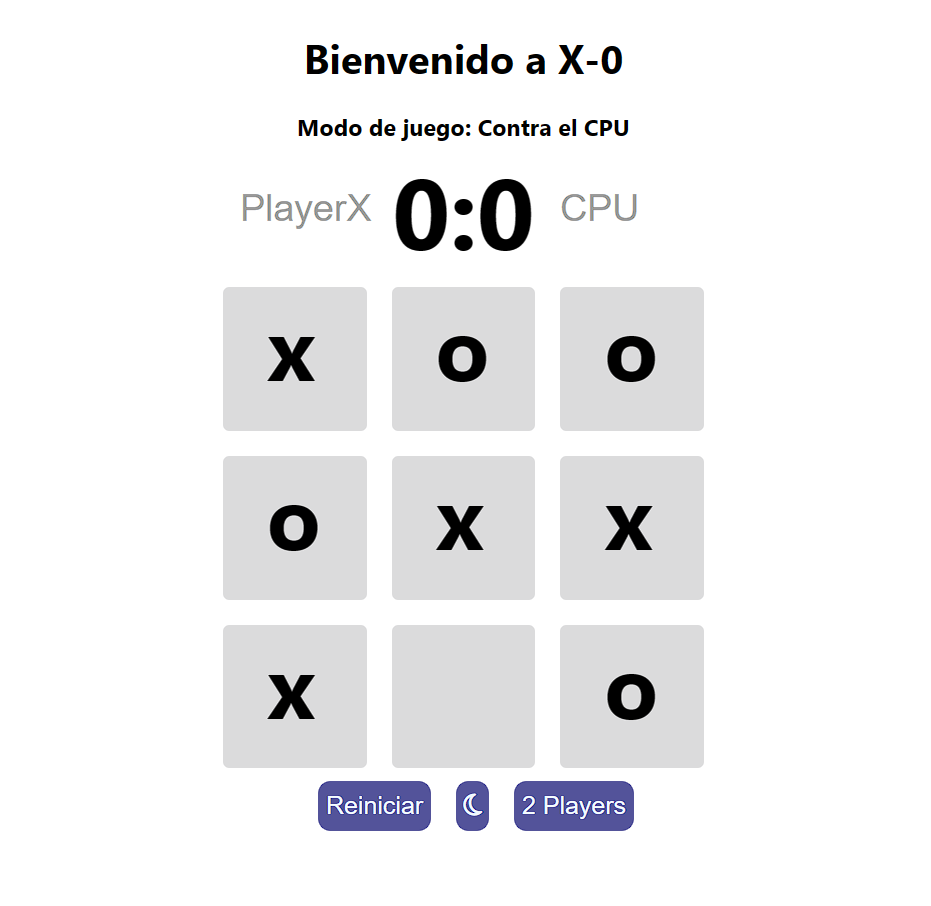 Bienvenido a X-0
Modo de juego: Contra el CPU
PlayerX 0:0 CPU
X O O
O X X
X O
Reiniciar 2 Players